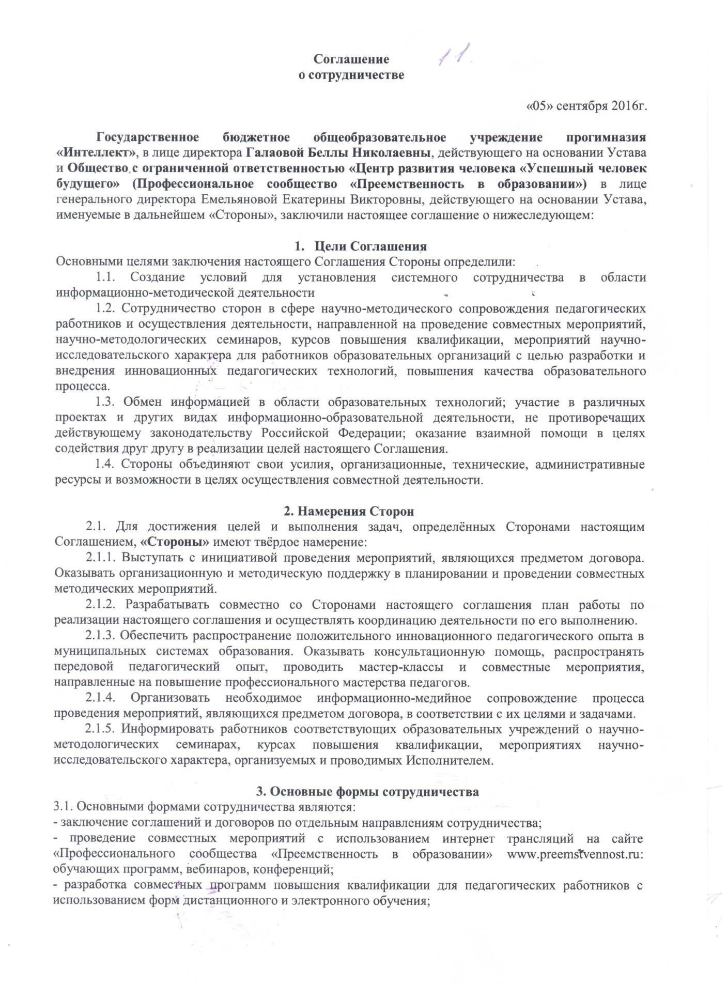 Соглашение
11.
о сотрудничестве
«05» сентября 2016г.
Государственное бюджетное общеобразовательное учреждение прогимназия
«Интеллект», в лице директора Галаовой Беллы Николаевны, действующего на основании Устава
и Общество с ограниченной ответственностью «Центр развития человека «Успешный человек
будущего» (Профессиональное сообщество «Преемственность в образовании») в лице
генерального директора Емельяновой Екатерины Викторовны, действующего на основании Устава,
именуемые в дальнейшем «Стороны», заключили настоящее соглашение о нижеследующем:
1. Цели Соглашения
Основными целями заключения настоящего Соглашения Стороны определили:
1.1. Создание условий для установления системного сотрудничества в области
информационно-методической деятельности
1.2. Сотрудничество сторон в сфере научно-методического сопровождения педагогических
работников и осуществления деятельности, направленной на проведение совместных мероприятий,
научно-методологических семинаров, курсов повышения квалификации, мероприятий научно-
исследовательского характера для работников образовательных организаций с целью разработки и
внедрения инновационных педагогических технологий, повышения качества образовательного
процесса.
1.3. Обмен информацией в области образовательных технологий; участие в различных
проектах и других видах информационно-образовательной деятельности, не противоречащих
действующему законодательству Российской Федерации; оказание взаимной помощи в целях
содействия друг другу в реализации целей настоящего Соглашения.
1.4. Стороны объединяют свои усилия, организационные, технические, административные
ресурсы и возможности в целях осуществления совместной деятельности.
2. Намерения Сторон
2.1. Для достижения целей и выполнения задач, определённых Сторонами настоящим
Соглашением, «Стороны» имеют твёрдое намерение:
2.1.1. Выступать с инициативой проведения мероприятий, являющихся предметом договора.
Оказывать организационную и методическую поддержку в планировании и проведении совместных
методических мероприятий.
2.1.2. Разрабатывать совместно со Сторонами настоящего соглашения план работы по
реализации настоящего соглашения и осуществлять координацию деятельности по его выполнению.
2.1.3. Обеспечить распространение положительного инновационного педагогического опыта в
муниципальных системах образования. Оказывать консультационную помощь, распространять
передовой педагогический опыт, проводить мастер-классы и совместные мероприятия,
направленные на повышение профессионального мастерства педагогов.
2.1.4. Организовать необходимое информационно-медийное сопровождение процесса
проведения мероприятий, являющихся предметом договора, в соответствии с их целями и задачами.
2.1.5. Информировать работников соответствующих образовательных учреждений о научно-
методологических семинарах, курсах повышения квалификации, мероприятиях научно-
исследовательского характера, организуемых и проводимых Исполнителем.
3. Основные формы сотрудничества
3.1. Основными формами сотрудничества являются:
- заключение соглашений и договоров по отдельным направлениям сотрудничества;
- проведение совместных мероприятий с использованием интернет трансляций на сайте
«Профессионального сообщества «Преемственность в образовании» www.preemstvennost.ru:
обучающих программ, вебинаров, конференций;
- разработка совместных программ повышения квалификации для педагогических работников с
использованием форм дистанционного и электронного обучения;